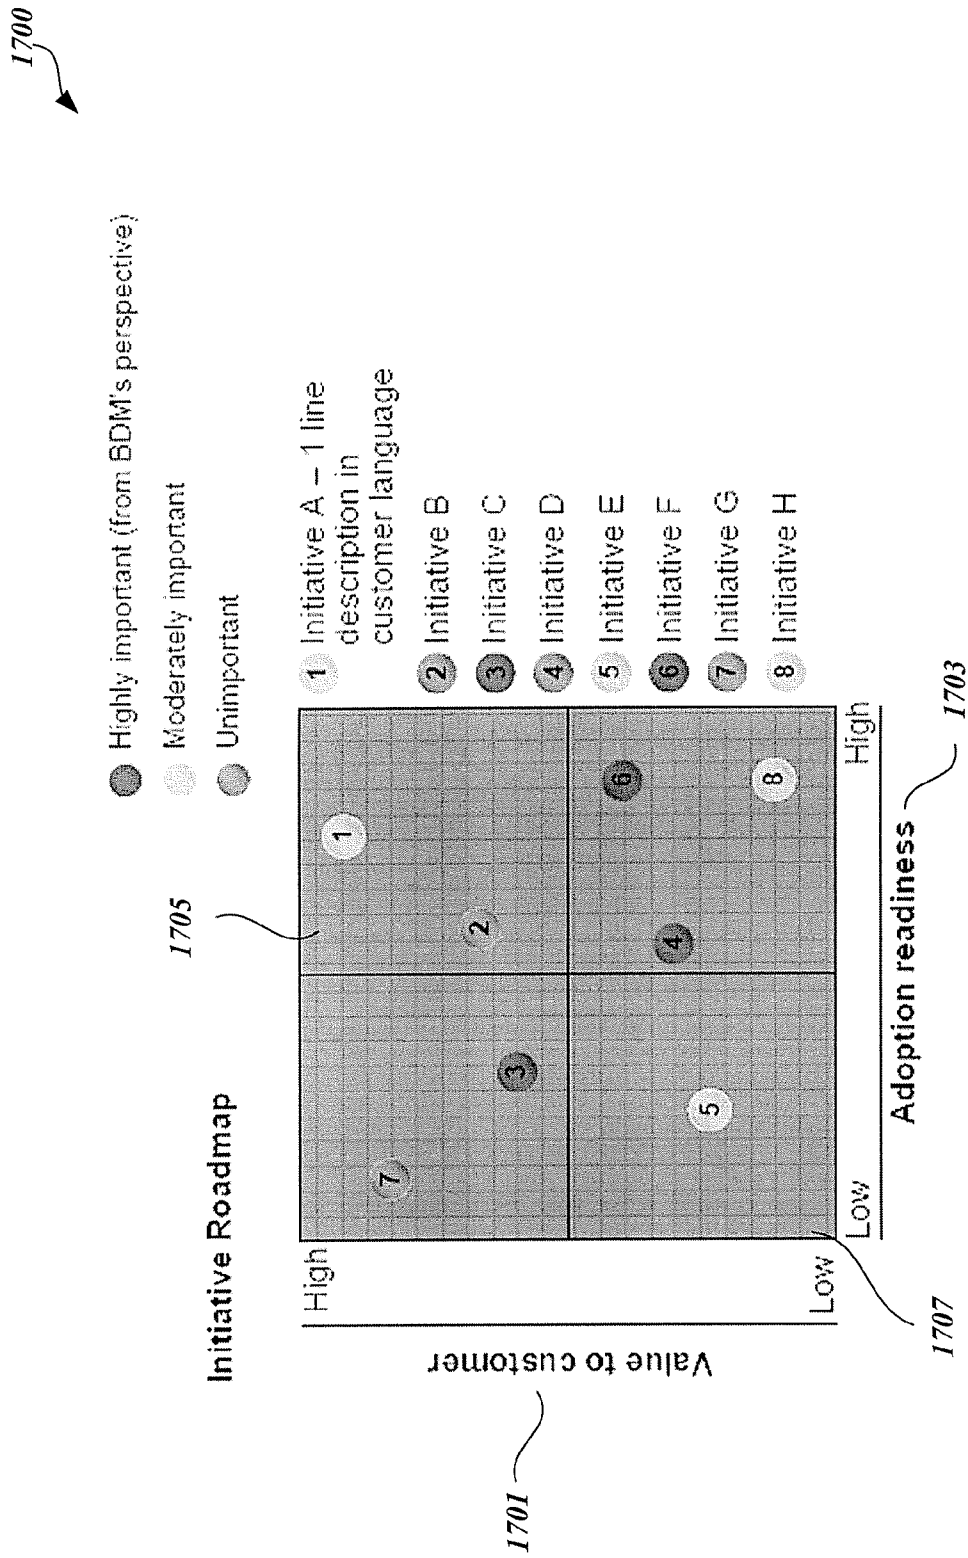 1700
Highly important (from BDM's perspective)
Moderately important
Unimportant
Initiative Roadmap
1705
High
Low
Value to customer
1701
1
2
3
4
5
6
7
8
Low
High
Adoption readiness
1703
1707
1 Initiative A – 1 line
description in
customer language
2 Initiative B
3 Initiative C
4 Initiative D
5 Initiative E
6 Initiative F
7 Initiative G
8 Initiative H